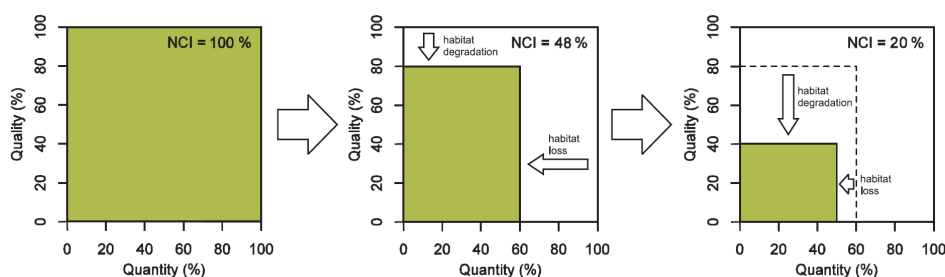 NCI = 100 %
Quality (%)
100
80
60
40
20
0
0 20 40 60 80 100
Quantity (%)
NCI = 48 %
habitat
degradation
habitat
loss
Quality (%)
100
80
60
40
20
0
0 20 40 60 80 100
Quantity (%)
NCI = 20 %
habitat
degradation
habitat
loss
Quality (%)
100
80
60
40
20
0
0 20 40 60 80 100
Quantity (%)